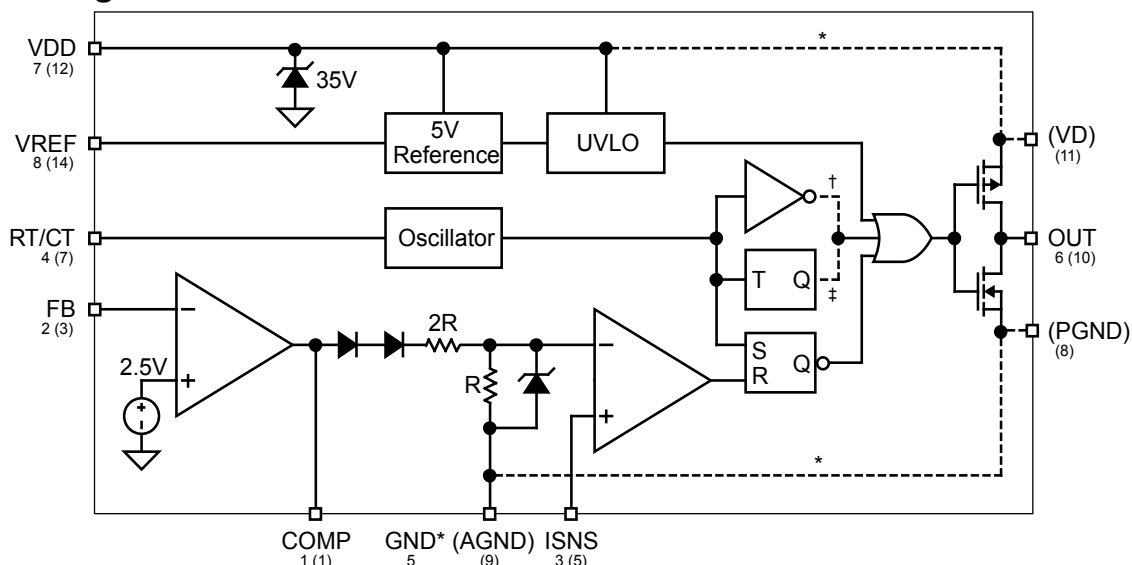 VDD
7 (12)
*
35V
VREF
8 (14)
5V
Reference
UVLO
(VD)
(11)
†
RT/CT
4 (7)
Oscillator
OUT
6 (10)
T Q
‡
FB
2 (3)
2R
(PGND)
(8)
2.5V
−
+
+
-
R
−
+
S
R
Q
*
COMP
1 (1)
GND*
5
(AGND)
(9)
ISNS
3 (5)